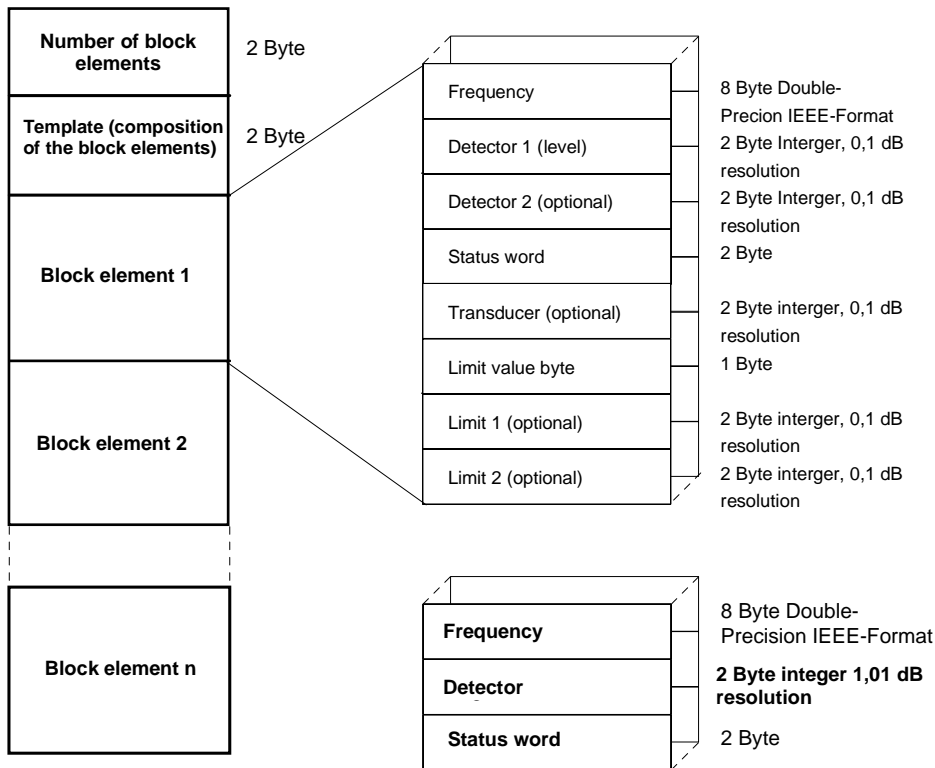 Number of block
elements
2 Byte
Template (composition
of the block elements)
2 Byte
Block element 1
Block element 2
Block element n
Frequency
8 Byte Double-
Precion IEEE-Format
Detector 1 (level)
2 Byte Interger, 0,1 dB
resolution
Detector 2 (optional)
2 Byte Interger, 0,1 dB
resolution
Status word
2 Byte
Transducer (optional)
2 Byte interger, 0,1 dB
resolution
Limit value byte
1 Byte
Limit 1 (optional)
2 Byte interger, 0,1 dB
resolution
Limit 2 (optional)
2 Byte interger, 0,1 dB
resolution
Frequency
8 Byte Double-
Precision IEEE-Format
Detector
2 Byte integer 1,01 dB
resolution
Status word
2 Byte